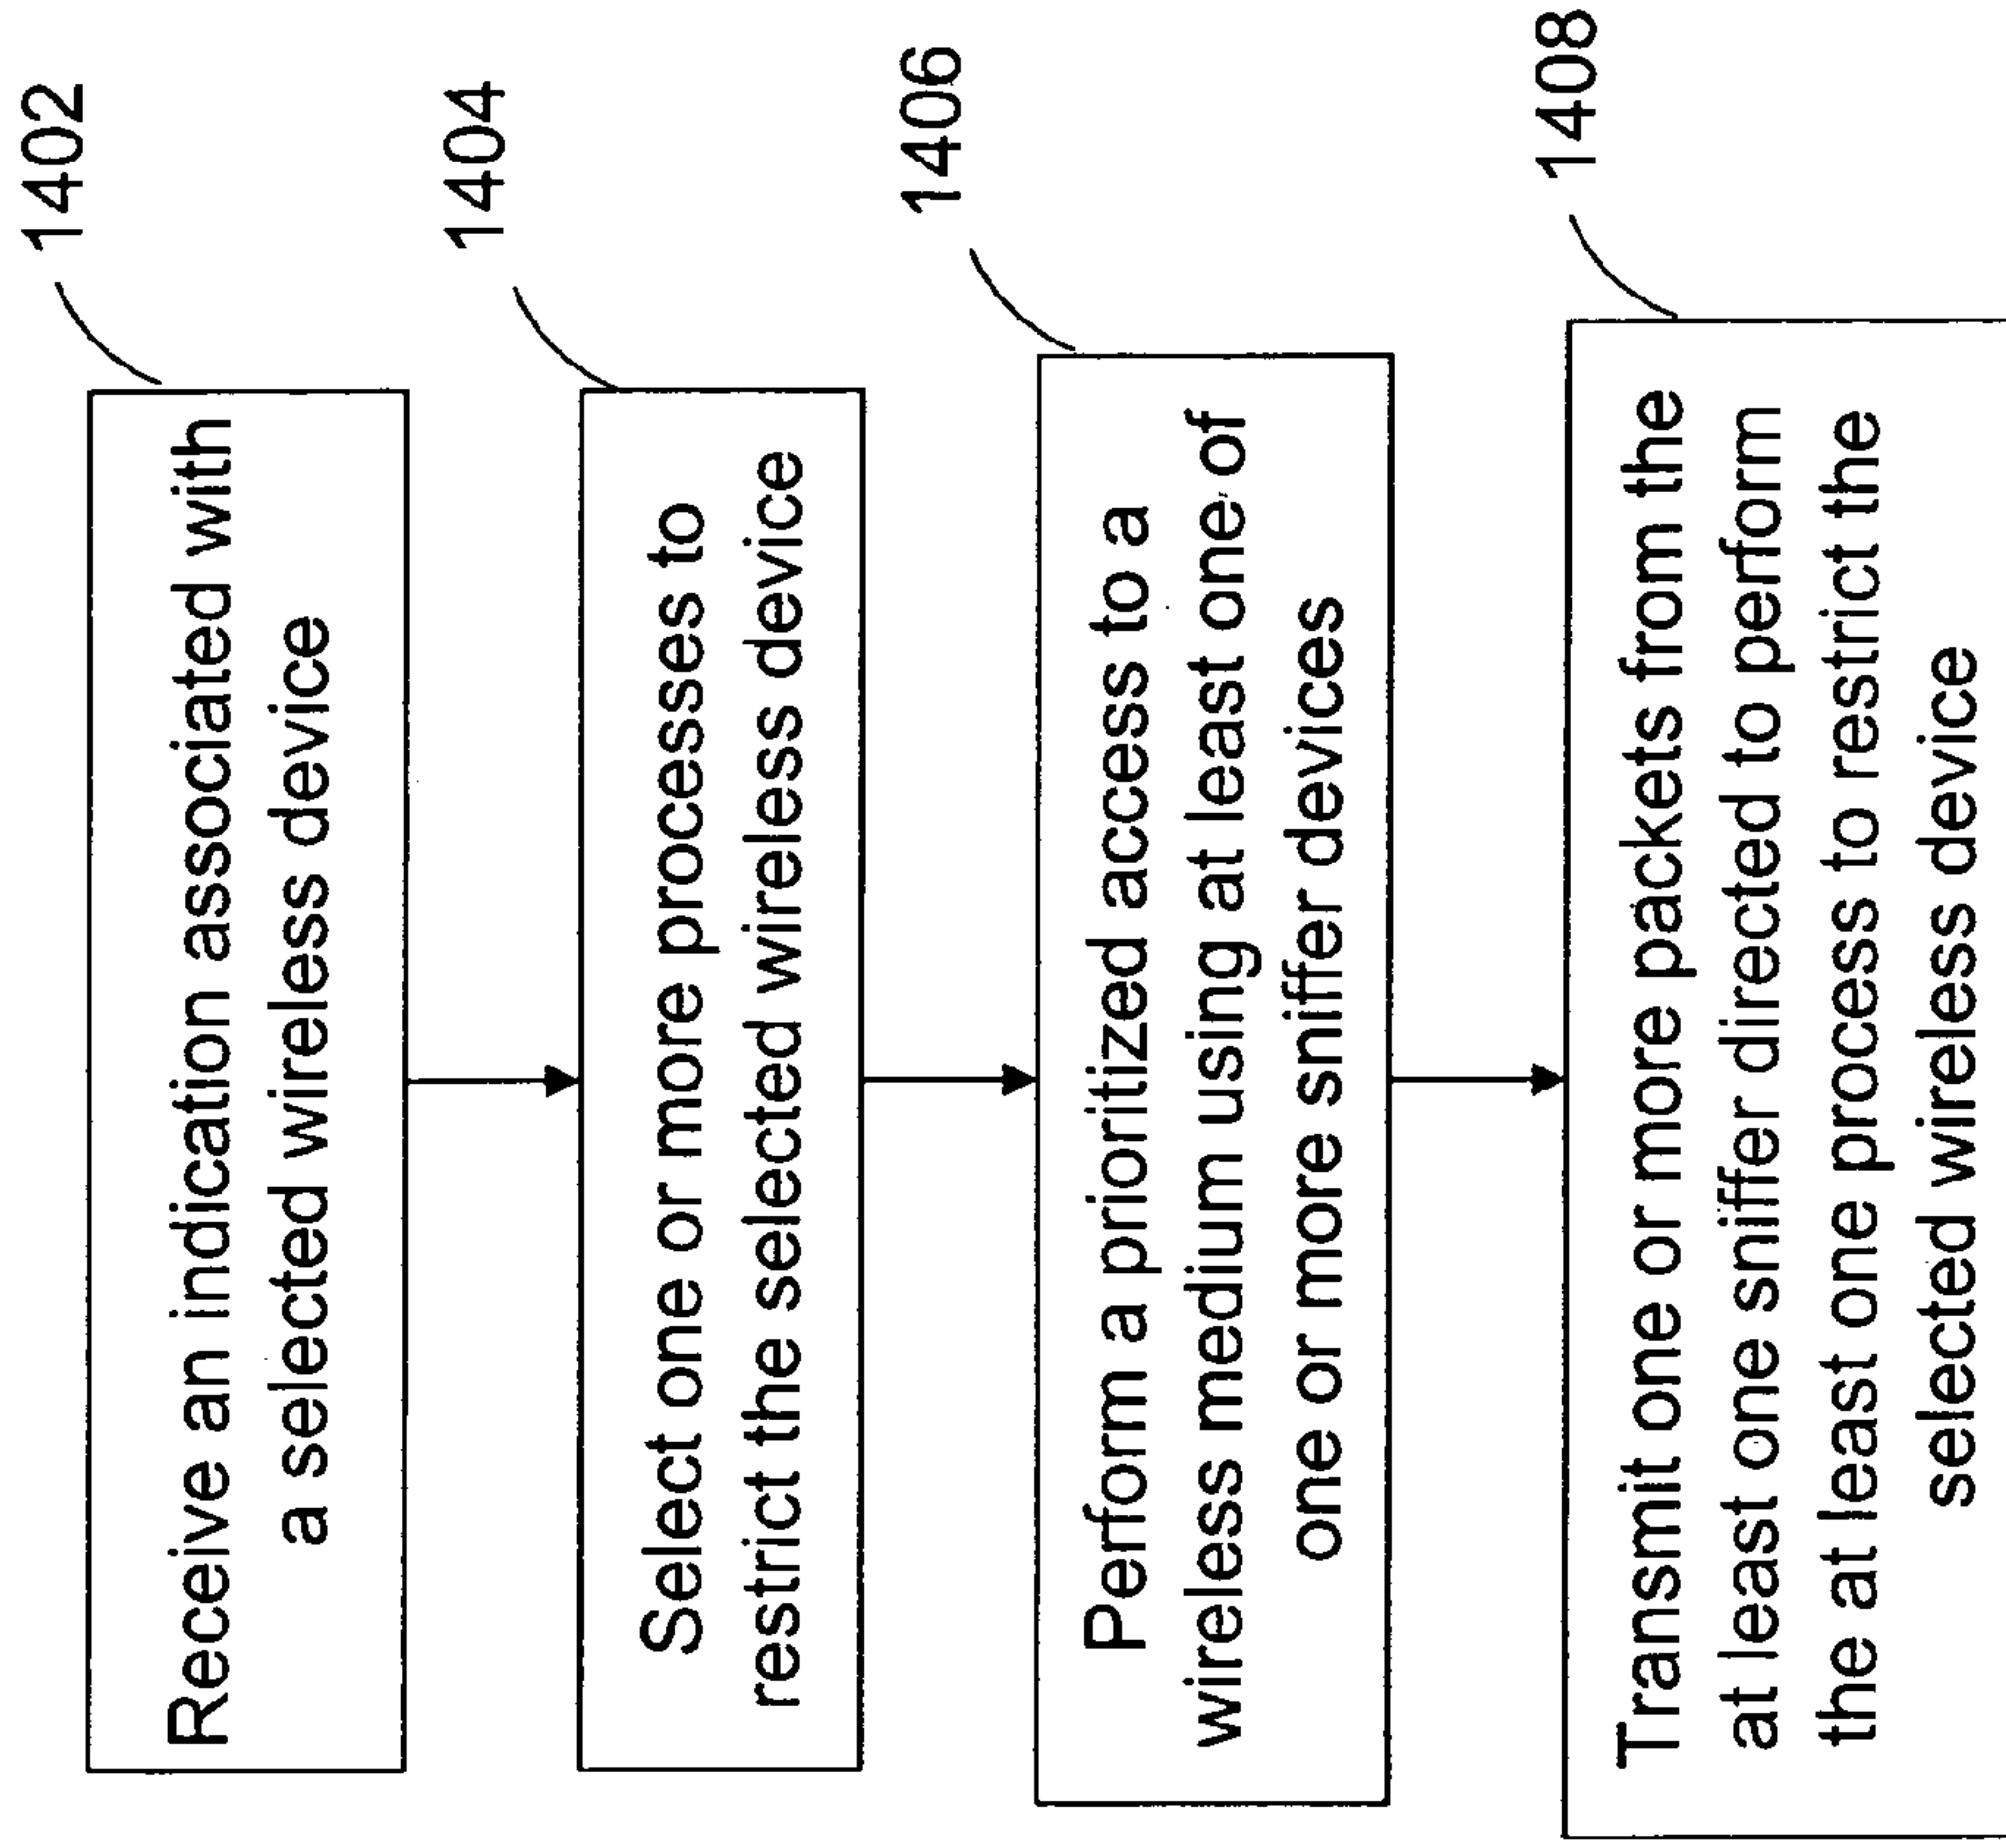 1402
Receive an indication associated with
a selected wireless device
1404
Select one or more processes to
restrict the selected wireless device
1406
Perform a prioritized access to a
wireless medium using at least one of
one or more sniffer devices
1408
Transmit one or more packets from the
at least one sniffer directed to perform
the at least one process to restrict the
selected wireless device